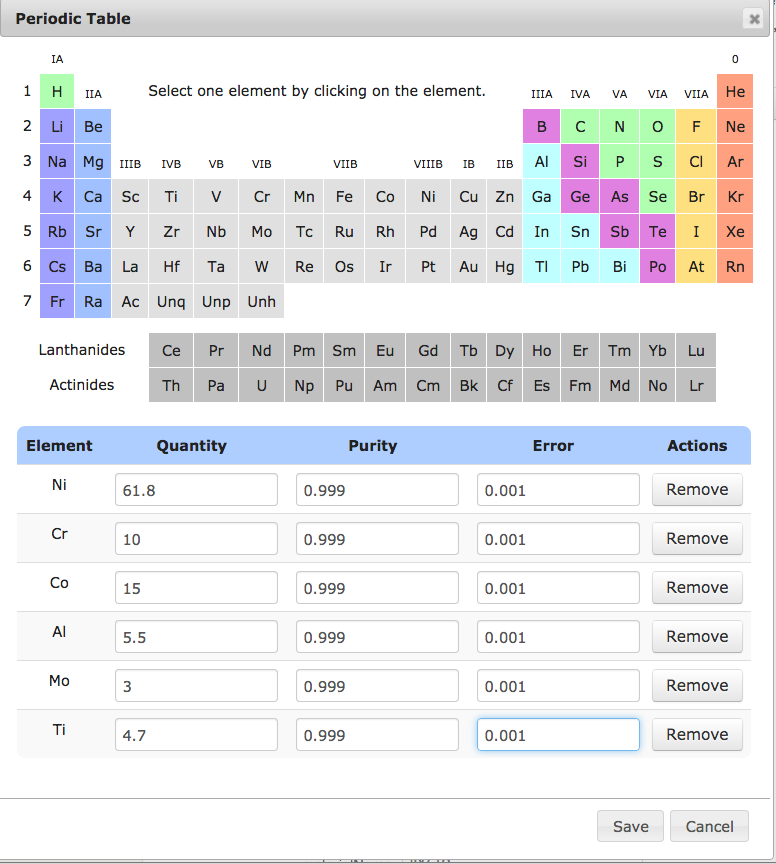 Periodic Table
IA 0
1 H IIA Select one element by clicking on the element. IIIA IVA VA VIA VIIA He
2 Li Be B C N O F Ne
3 Na Mg IIIB IVB VB VIB VIIB VIIIB IB IIB Al Si P S Cl Ar
4 K Ca Sc Ti V Cr Mn Fe Co Ni Cu Zn Ga Ge As Se Br Kr
5 Rb Sr Y Zr Nb Mo Tc Ru Rh Pd Ag Cd In Sn Sb Te I Xe
6 Cs Ba La Hf Ta W Re Os Ir Pt Au Hg Tl Pb Bi Po At Rn
7 Fr Ra Ac Unq Unp Unh
Lanthanides Ce Pr Nd Pm Sm Eu Gd Tb Dy Ho Er Tm Yb Lu
Actinides Th Pa U Np Pu Am Cm Bk Cf Es Fm Md No Lr
Element Quantity Purity Error Actions
Ni 61.8 0.999 0.001 Remove
Cr 10 0.999 0.001 Remove
Co 15 0.999 0.001 Remove
Al 5.5 0.999 0.001 Remove
Mo 3 0.999 0.001 Remove
Ti 4.7 0.999 0.001 Remove
Save Cancel